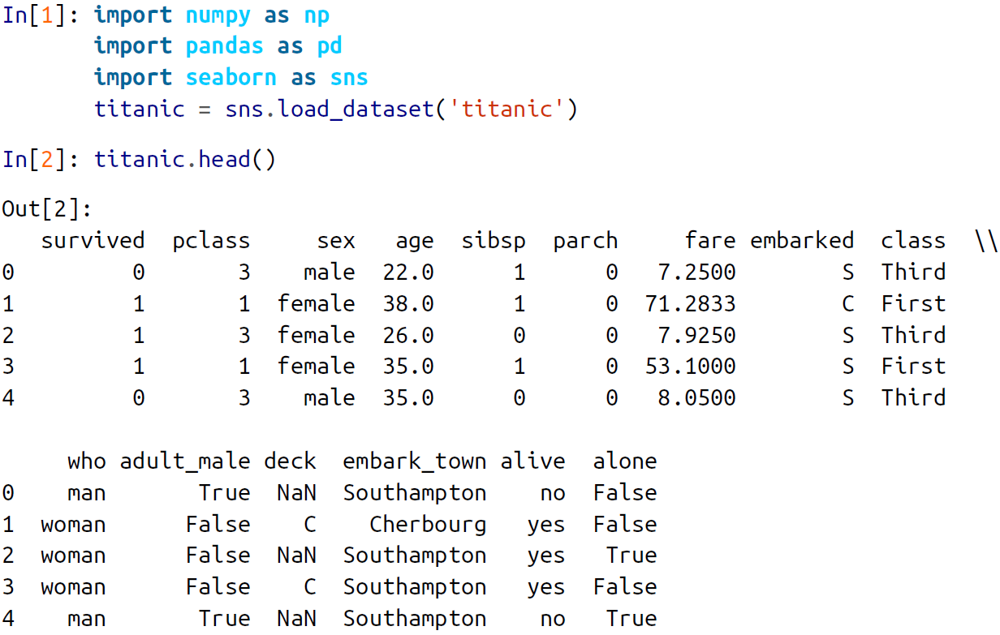 In[1]: import numpy as np
       import pandas as pd
       import seaborn as sns
       titanic = sns.load_dataset('titanic')
In[2]: titanic.head()
Out[2]:
   survived  pclass     sex   age  sibsp  parch     fare embarked  class  \\
0         0       3    male  22.0      1      0   7.2500        S  Third
1         1       1  female  38.0      1      0  71.2833        C  First
2         1       3  female  26.0      0      0   7.9250        S  Third
3         1       1  female  35.0      1      0  53.1000        S  First
4         0       3    male  35.0      0      0   8.0500        S  Third
     who adult_male deck  embark_town alive  alone
0    man       True  NaN  Southampton    no  False
1  woman      False    C    Cherbourg   yes  False
2  woman      False  NaN  Southampton   yes   True
3  woman      False    C  Southampton   yes  False
4    man       True  NaN  Southampton    no   True